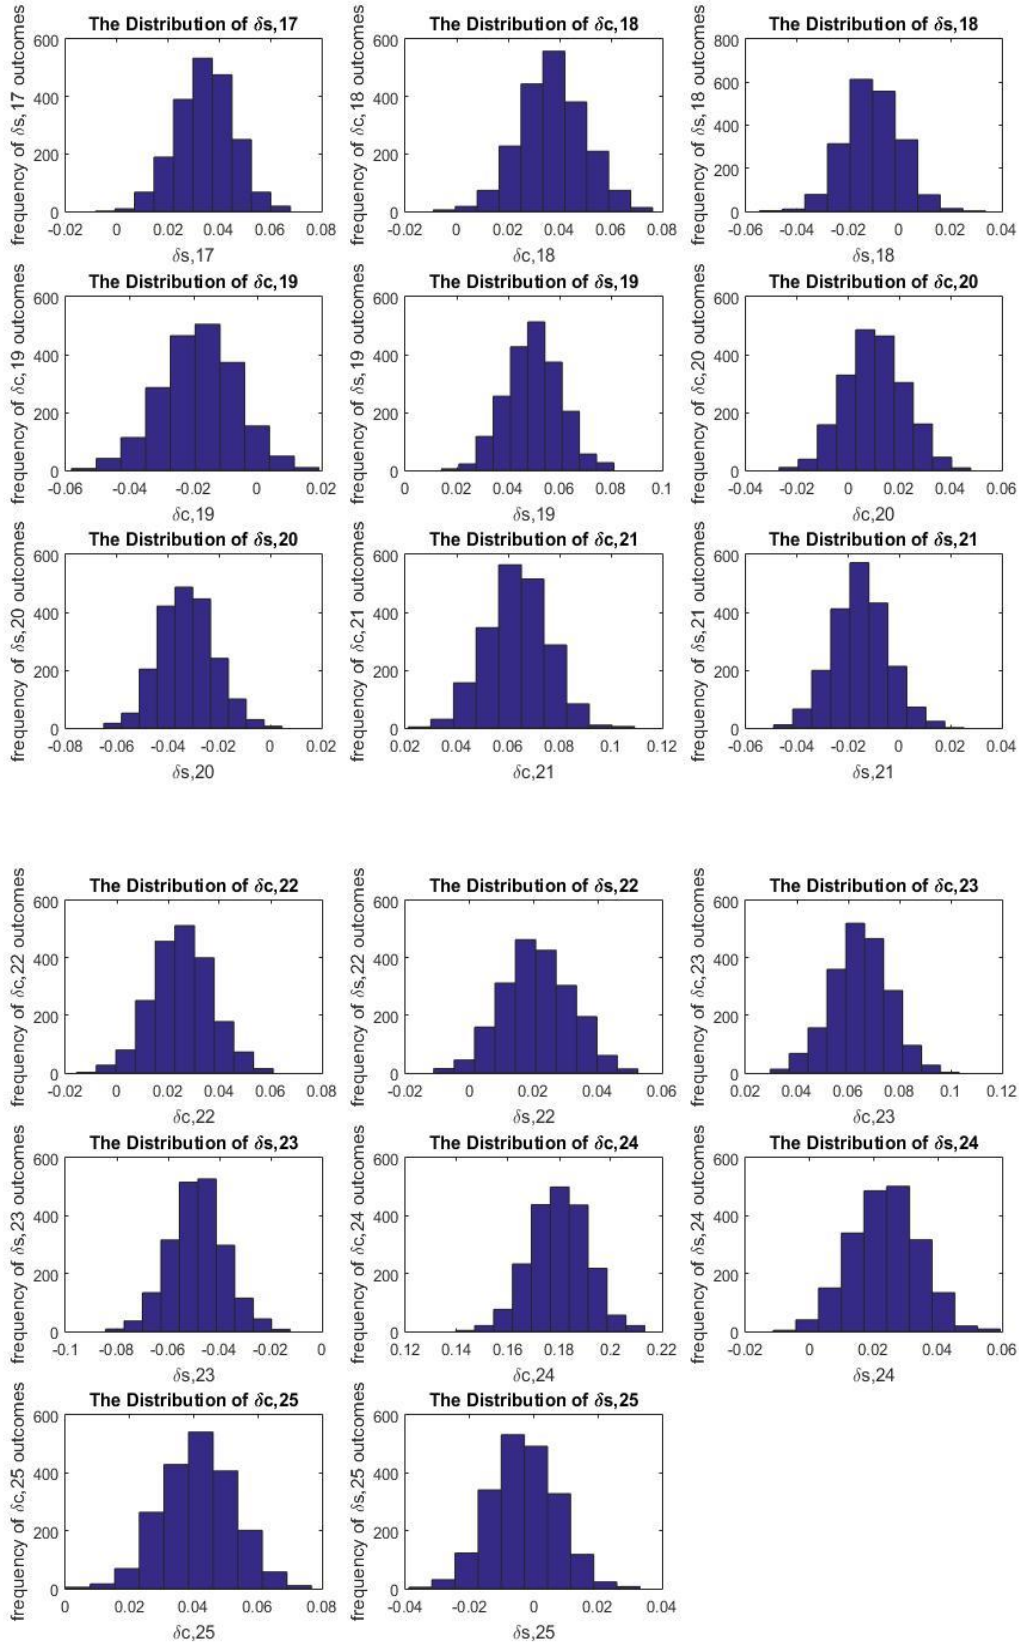 The Distribution of δs,17
frequency of δs,17 outcomes
600
400
200
0
-0.02 0 0.02 0.04 0.06 0.08
δs,17
The Distribution of δc,18
frequency of δc,18 outcomes
600
400
200
0
0 0.02 0.04 0.06 0.08
δc,18
The Distribution of δs,18
frequency of δs,18 outcomes
800
600
400
200
0
-0.06 -0.04 -0.02 0 0.02 0.04
δs,18
The Distribution of δc,19
frequency of δc,19 outcomes
600
400
200
0
-0.06 -0.04 -0.02 0 0.02
δc,19
The Distribution of δs,19
frequency of δs,19 outcomes
600
400
200
0
0 0.02 0.04 0.06 0.08 0.1
δs,19
The Distribution of δc,20
frequency of δc,20 outcomes
600
400
200
0
-0.04 -0.02 0 0.02 0.04 0.06
δc,20
The Distribution of δs,20
frequency of δs,20 outcomes
600
400
200
0
-0.08 -0.06 -0.04 -0.02 0 0.02
δs,20
The Distribution of δc,21
frequency of δc,21 outcomes
600
400
200
0
0.02 0.04 0.06 0.08 0.1 0.12
δc,21
The Distribution of δs,21
frequency of δs,21 outcomes
600
400
200
0
-0.06 -0.04 -0.02 0 0.02 0.04
δs,21
The Distribution of δc,22
frequency of δc,22 outcomes
600
400
200
0
-0.02 0 0.02 0.04 0.06 0.08
δc,22
The Distribution of δs,22
frequency of δs,22 outcomes
600
400
200
0
-0.02 0 0.02 0.04 0.06
δs,22
The Distribution of δc,23
frequency of δc,23 outcomes
600
400
200
0
0.02 0.04 0.06 0.08 0.1 0.12
δc,23
The Distribution of δs,23
frequency of δs,23 outcomes
600
400
200
0
-0.1 -0.08 -0.06 -0.04 -0.02 0
δs,23
The Distribution of δc,24
frequency of δc,24 outcomes
600
400
200
0
0.12 0.14 0.16 0.18 0.2 0.22
δc,24
The Distribution of δs,24
frequency of δs,24 outcomes
600
400
200
0
-0.02 0 0.02 0.04 0.06
δs,24
The Distribution of δc,25
frequency of δc,25 outcomes
600
400
200
0
0 0.02 0.04 0.06 0.08
δc,25
The Distribution of δs,25
frequency of δs,25 outcomes
600
400
200
0
-0.04 -0.02 0 0.02 0.04
δs,25